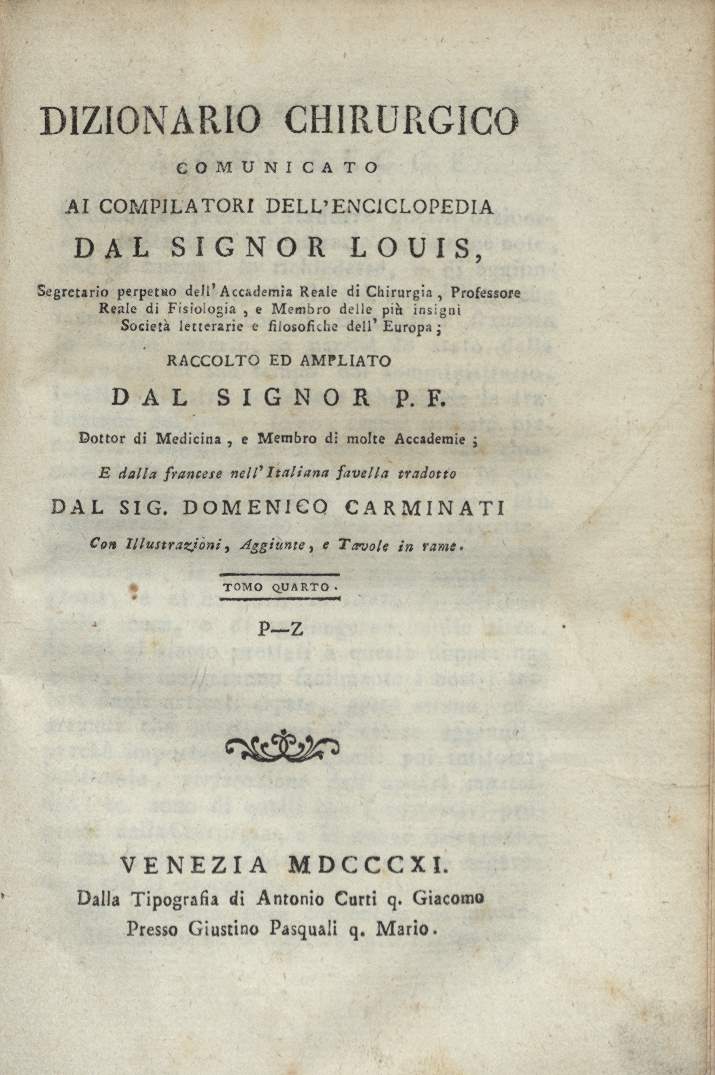 DIZIONARIO CHIRURGICO
COMUNICATO
AI COMPILATORI DELL'ENCICLOPEDIA
DAL SIGNOR LOUIS,
Segretario perpetuo dell' Accademia Reale di Chirurgia, Professore
Reale di Fisiologia, e Membro delle più insigni
Società letterarie e filosofiche dell' Europa;
RACCOLTO ED AMPLIATO
DAL SIGNOR P. F.
Dottor di Medicina, e Membro di molte Accademie;
E dalla francese nell' Italiana favella tradotto
DAL SIG. DOMENICO CARMINATI
Con Illustrazioni, Aggiunte, e Tavole in rame.
TOMO QUARTO.
P—Z
VENEZIA MDCCCXI.
Dalla Tipografia di Antonio Curti q. Giacomo
Presso Giustino Pasquali q. Mario.